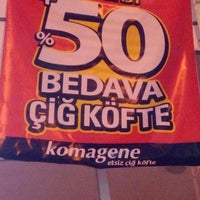 %50
BEDAVA
ÇİĞ KÖFTE
komagene
etsiz çiğ köfte